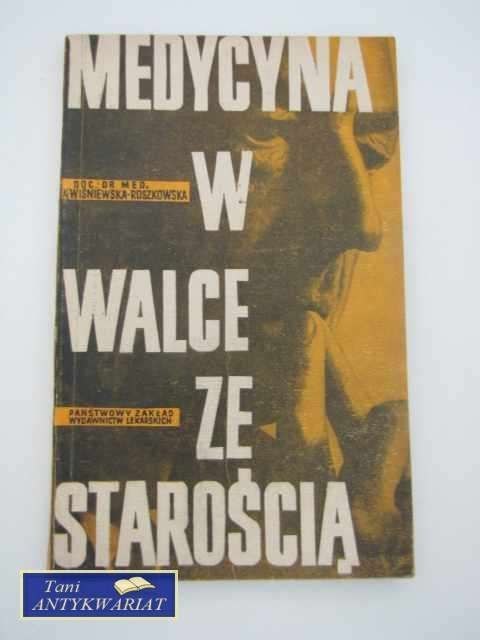 MEDYCYNA
DOC. DR MED.
K. WIŚNIEWSKA-ROSZKOWSKA
W
WALCE
PAŃSTWOWY ZAKŁAD
WYDAWNICTW LEKARSKICH
ZE
STAROŚCIĄ
Tani
ANTYKWARIAT